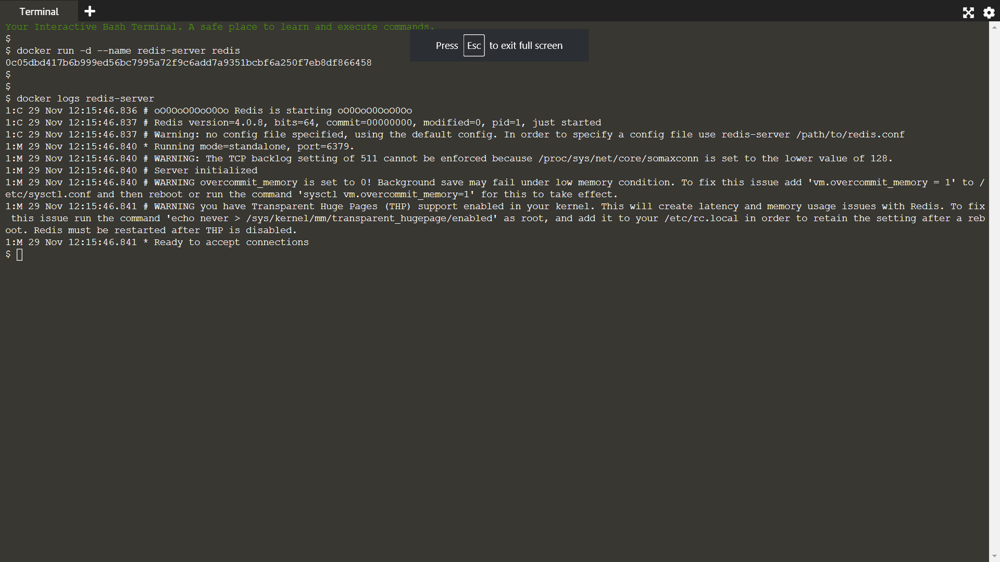 Terminal
Your Interactive Bash Terminal. A safe place to learn and execute commands.
Press Esc to exit full screen
$
$ docker run -d --name redis-server redis
0c05dbd417b6b999ed56bc7995a72f9c6add7a9351bcbf6a250f7eb8df866458
$
$
$ docker logs redis-server
1:C 29 Nov 12:15:46.836 # oO0OoO0OoO0Oo Redis is starting oO0OoO0OoO0Oo
1:C 29 Nov 12:15:46.837 # Redis version=4.0.8, bits=64, commit=00000000, modified=0, pid=1, just started
1:C 29 Nov 12:15:46.837 # Warning: no config file specified, using the default config. In order to specify a config file use redis-server /path/to/redis.conf
1:M 29 Nov 12:15:46.840 * Running mode=standalone, port=6379.
1:M 29 Nov 12:15:46.840 # WARNING: The TCP backlog setting of 511 cannot be enforced because /proc/sys/net/core/somaxconn is set to the lower value of 128.
1:M 29 Nov 12:15:46.840 # Server initialized
1:M 29 Nov 12:15:46.840 # WARNING overcommit_memory is set to 0! Background save may fail under low memory condition. To fix this issue add 'vm.overcommit_memory = 1' to /
etc/sysctl.conf and then reboot or run the command 'sysctl vm.overcommit_memory=1' for this to take effect.
1:M 29 Nov 12:15:46.841 # WARNING you have Transparent Huge Pages (THP) support enabled in your kernel. This will create latency and memory usage issues with Redis. To fix
this issue run the command 'echo never > /sys/kernel/mm/transparent_hugepage/enabled' as root, and add it to your /etc/rc.local in order to retain the setting after a reb
oot. Redis must be restarted after THP is disabled.
1:M 29 Nov 12:15:46.841 * Ready to accept connections
$